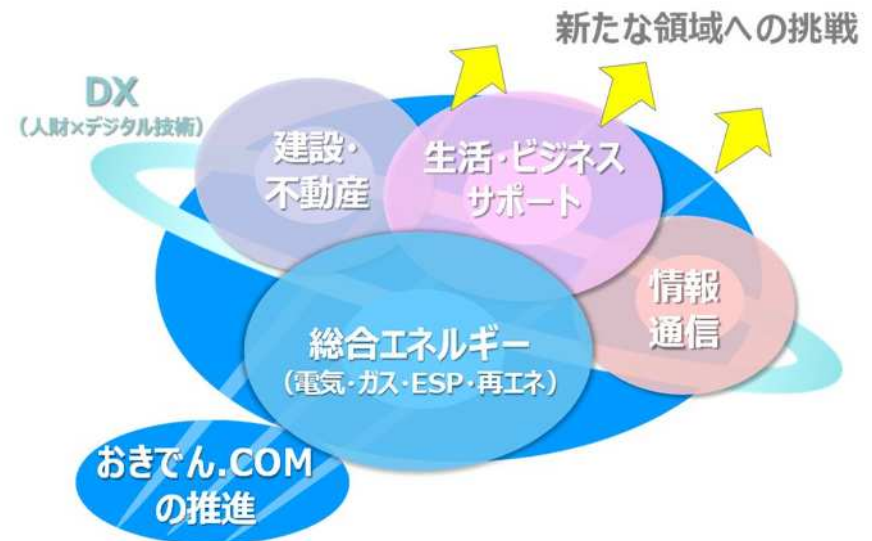 新たな領域への挑戦
DX
（人財×デジタル技術）
建設・
不動産
生活・ビジネス
サポート
情報
通信
総合エネルギー
（電気・ガス・ESP・再エネ）
おきでん.COM
の推進